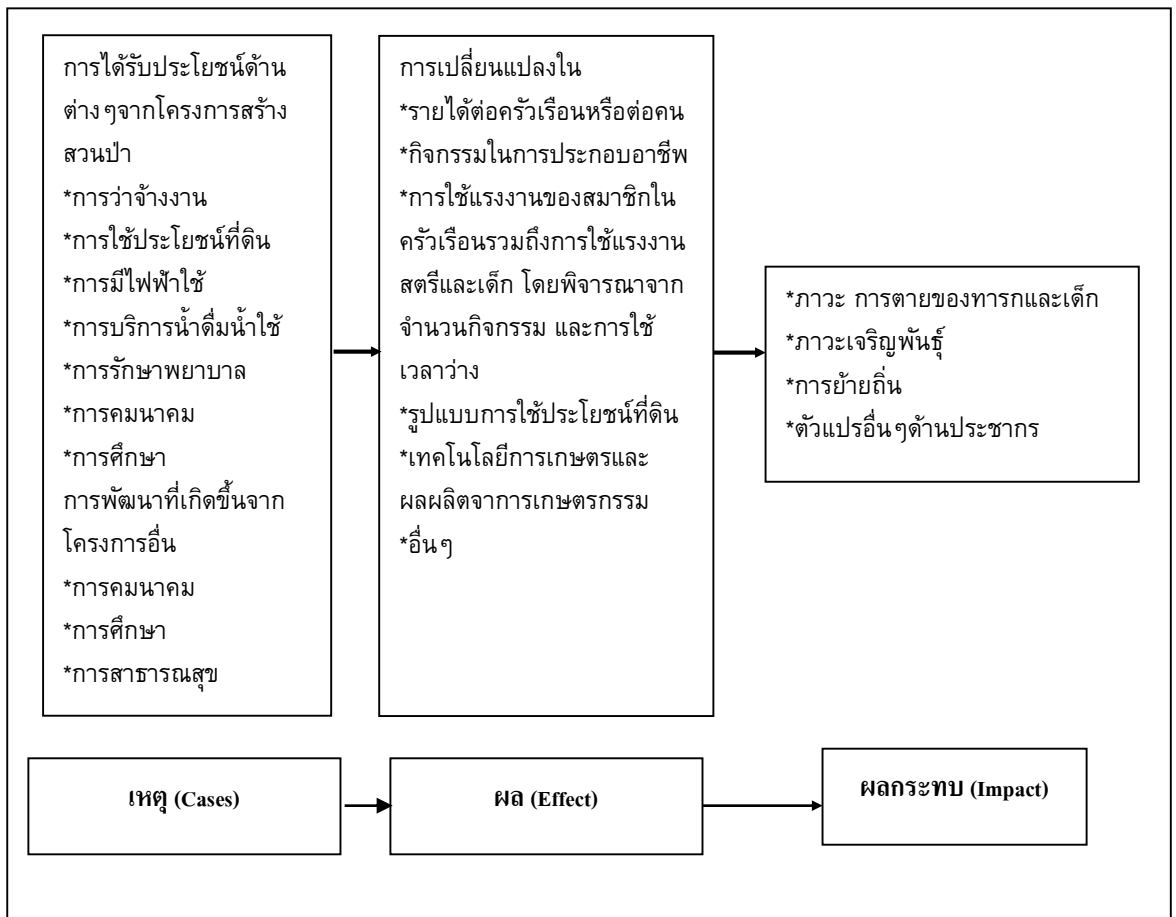 การได้รับประโยชน์ด้าน
ต่างๆจากโครงการสร้าง
สวนป่า
*การว่าจ้างงาน
*การใช้ประโยชน์ที่ดิน
*การมีไฟฟ้าใช้
*การบริการน้ำดื่มน้ำใช้
*การรักษาพยาบาล
*การคมนาคม
*การศึกษา
การพัฒนาที่เกิดขึ้นจาก
โครงการอื่น
*การคมนาคม
*การศึกษา
*การสาธารณสุข
การเปลี่ยนแปลงใน
*รายได้ต่อครัวเรือนหรือต่อคน
*กิจกรรมในการประกอบอาชีพ
*การใช้แรงงานของสมาชิกใน
ครัวเรือนรวมถึงการใช้แรงงาน
สตรีและเด็ก โดยพิจารณาจาก
จำนวนกิจกรรม และการใช้
เวลาว่าง
*รูปแบบการใช้ประโยชน์ที่ดิน
*เทคโนโลยีการเกษตรและ
ผลผลิตจาการเกษตรกรรม
*อื่นๆ
*ภาวะ การตายของทารกและเด็ก
*ภาวะเจริญพันธุ์
*การย้ายถิ่น
*ตัวแปรอื่นๆด้านประชากร
เหตุ (Cases)
ผล (Effect)
ผลกระทบ (Impact)